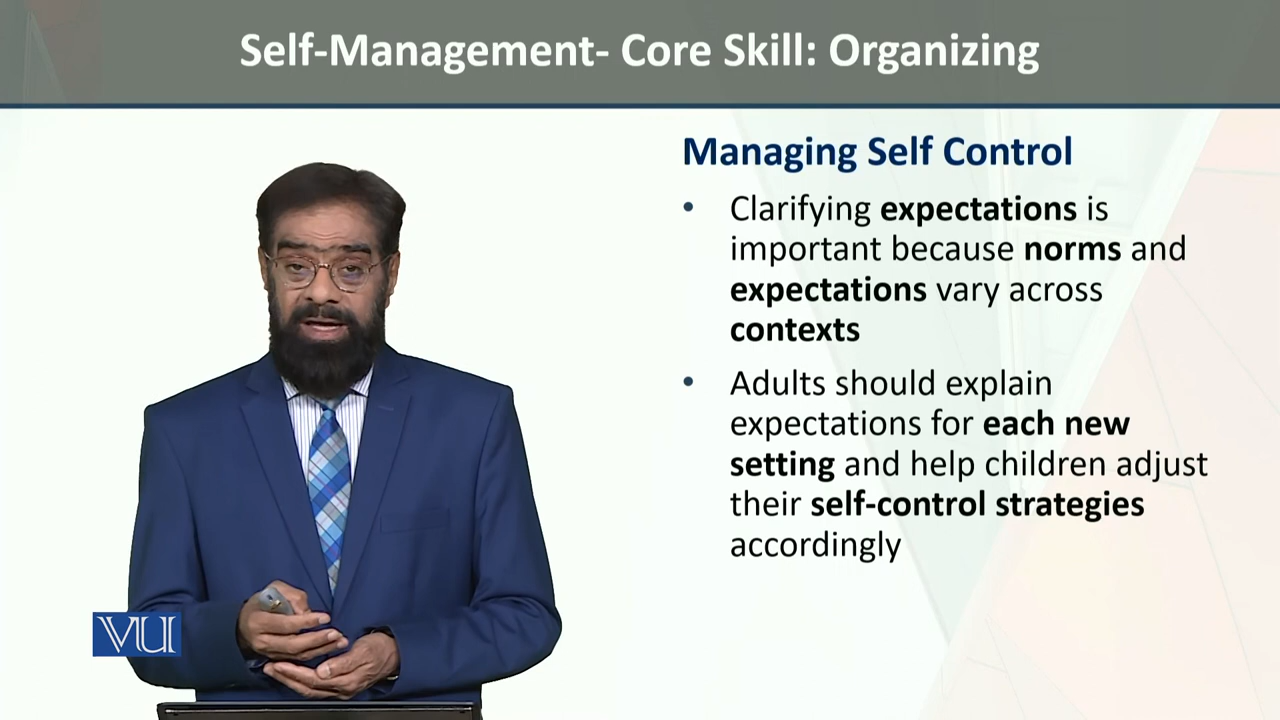 Self-Management- Core Skill: Organizing
Managing Self Control
• Clarifying expectations is
important because norms and
expectations vary across
contexts
• Adults should explain
expectations for each new
setting and help children adjust
their self-control strategies
accordingly
VU